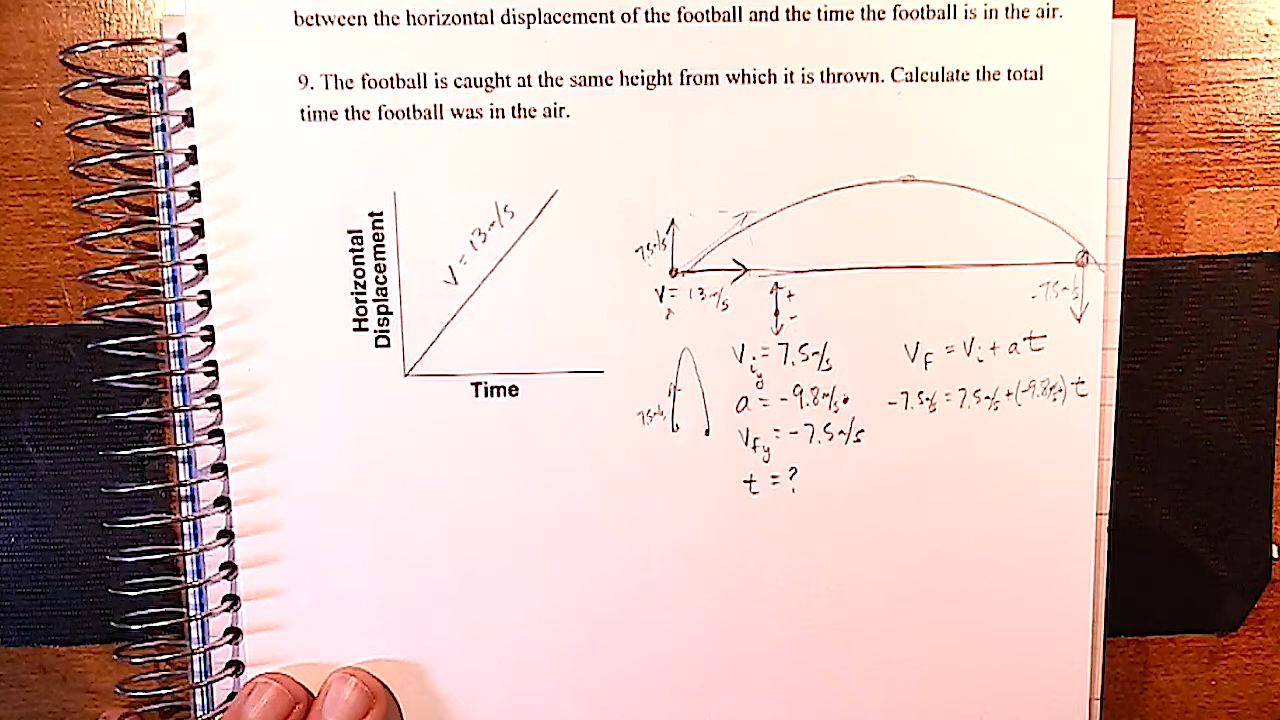 between the horizontal displacement of the football and the time the football is in the air.
9. The football is caught at the same height from which it is thrown. Calculate the total
time the football was in the air.
Horizontal
Displacement
V = 13 m/s
Time
7.5 m/s
V = 13 m/s
x
+
-
-7.5 m/s
7.5 m/s
Viy = 7.5 m/s
a = -9.8 m/s²
Vfy = -7.5 m/s
t = ?
VF = Vi + at
-7.5 m/s = 7.5 m/s + (-9.8 m/s²) t